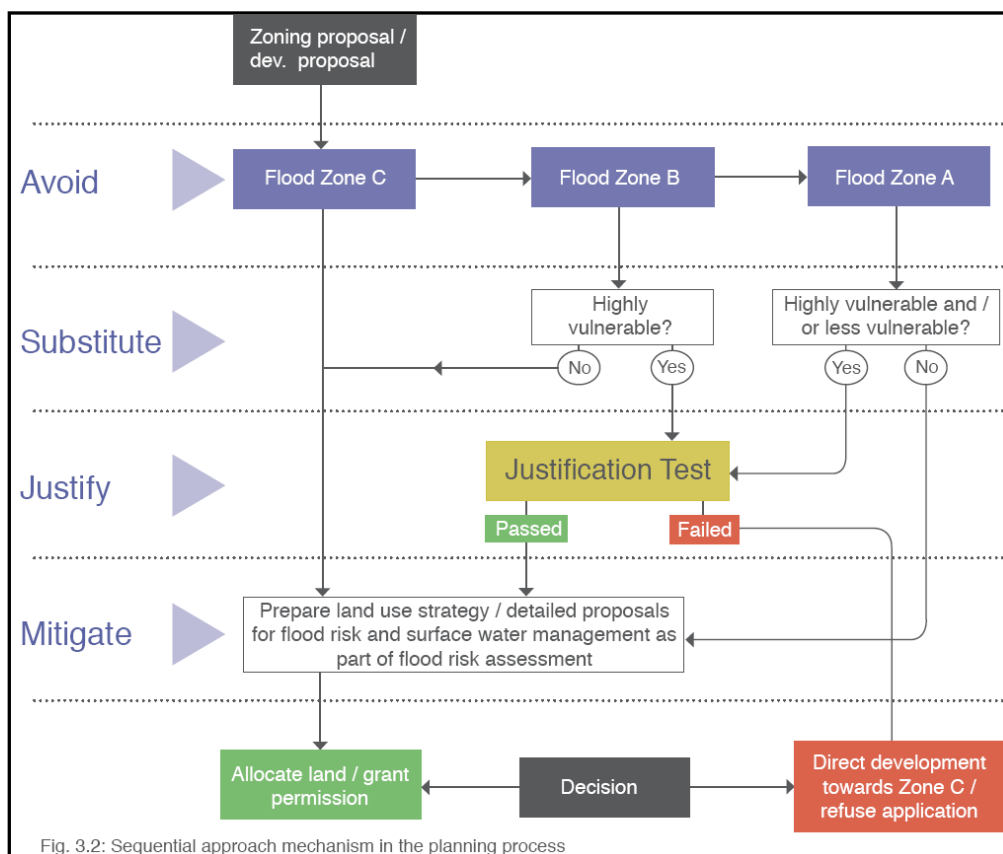 Zoning proposal /
dev. proposal
Avoid
Flood Zone C
Flood Zone B
Flood Zone A
Substitute
Highly
vulnerable?
Highly vulnerable and /
or less vulnerable?
No
Yes
Yes
No
Justify
Justification Test
Passed
Failed
Mitigate
Prepare land use strategy / detailed proposals
for flood risk and surface water management as
part of flood risk assessment
Allocate land / grant
permission
Decision
Direct development
towards Zone C /
refuse application
Fig. 3.2: Sequential approach mechanism in the planning process